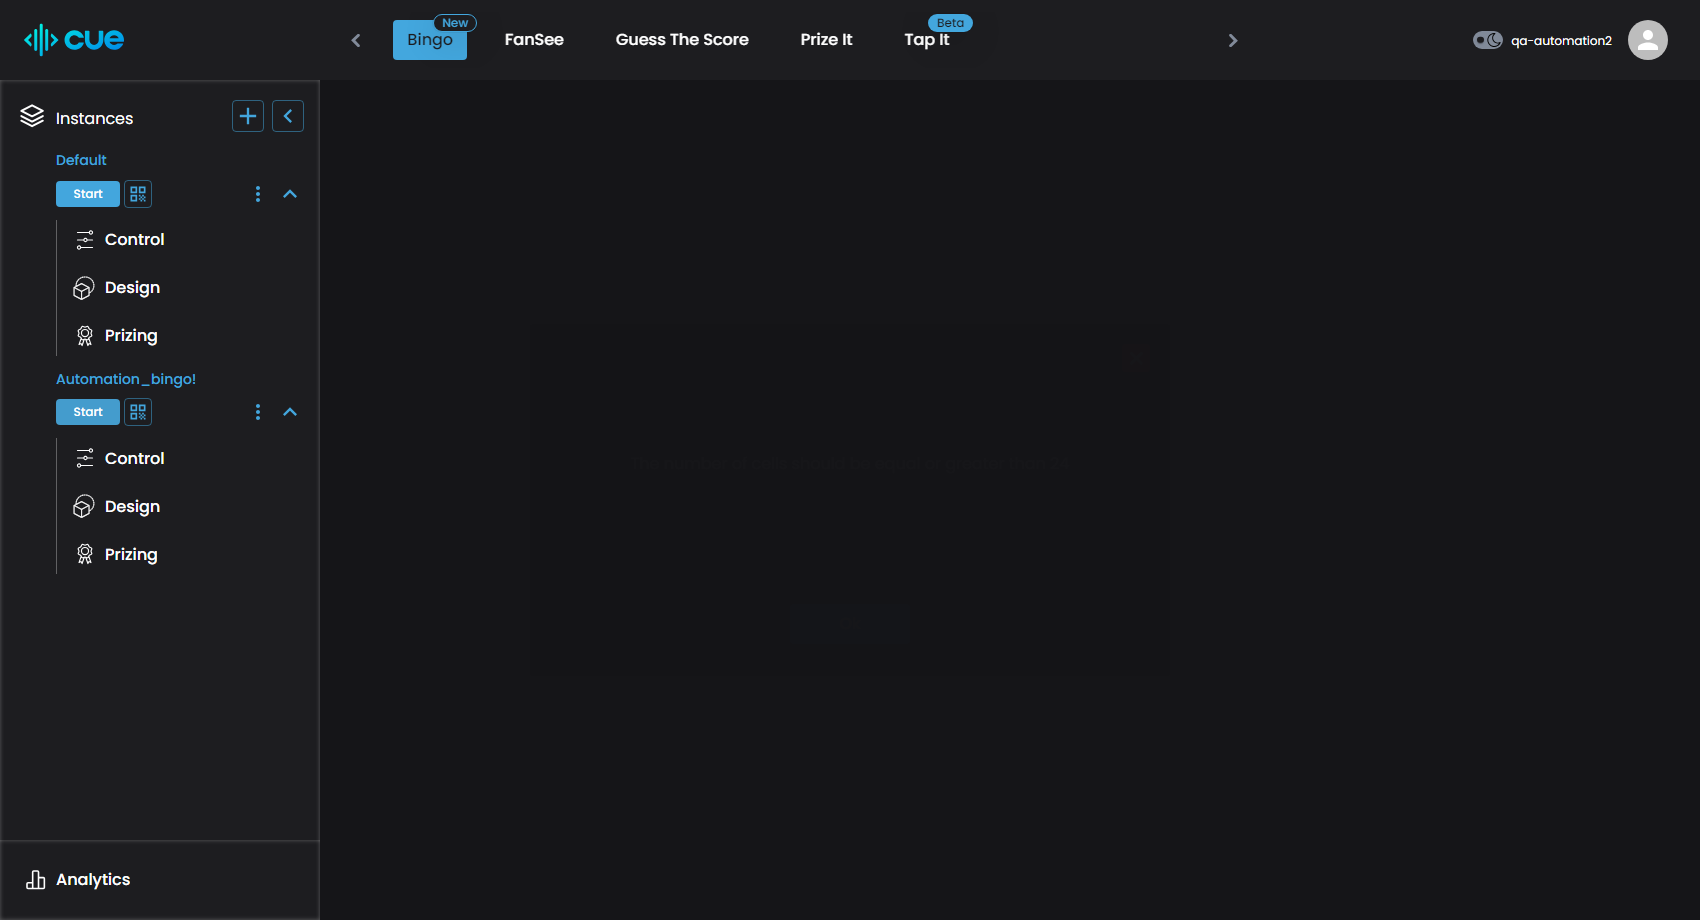 cue
Bingo
New
FanSee
Guess The Score
Prize It
Tap It
Beta
qa-automation2
Instances
Default
Start
Control
Design
Prizing
Automation_bingo!
Start
Control
Design
Prizing
Analytics